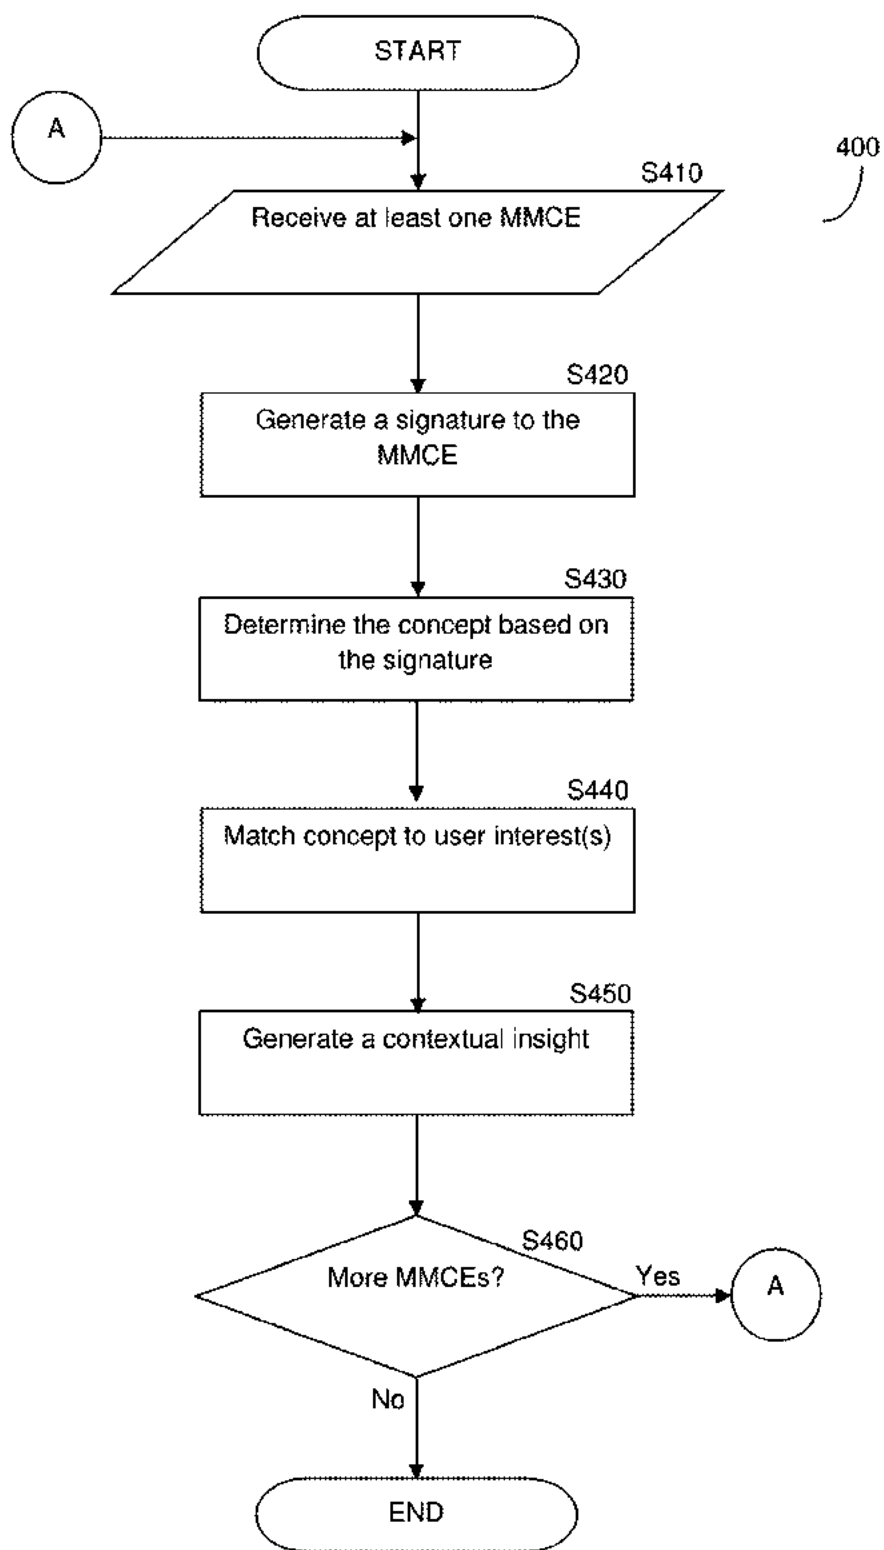 START
A
400
S410
Receive at least one MMCE
S420
Generate a signature to the
MMCE
S430
Determine the concept based on
the signature
S440
Match concept to user interest(s)
S450
Generate a contextual insight
S460
More MMCEs?
Yes
A
No
END